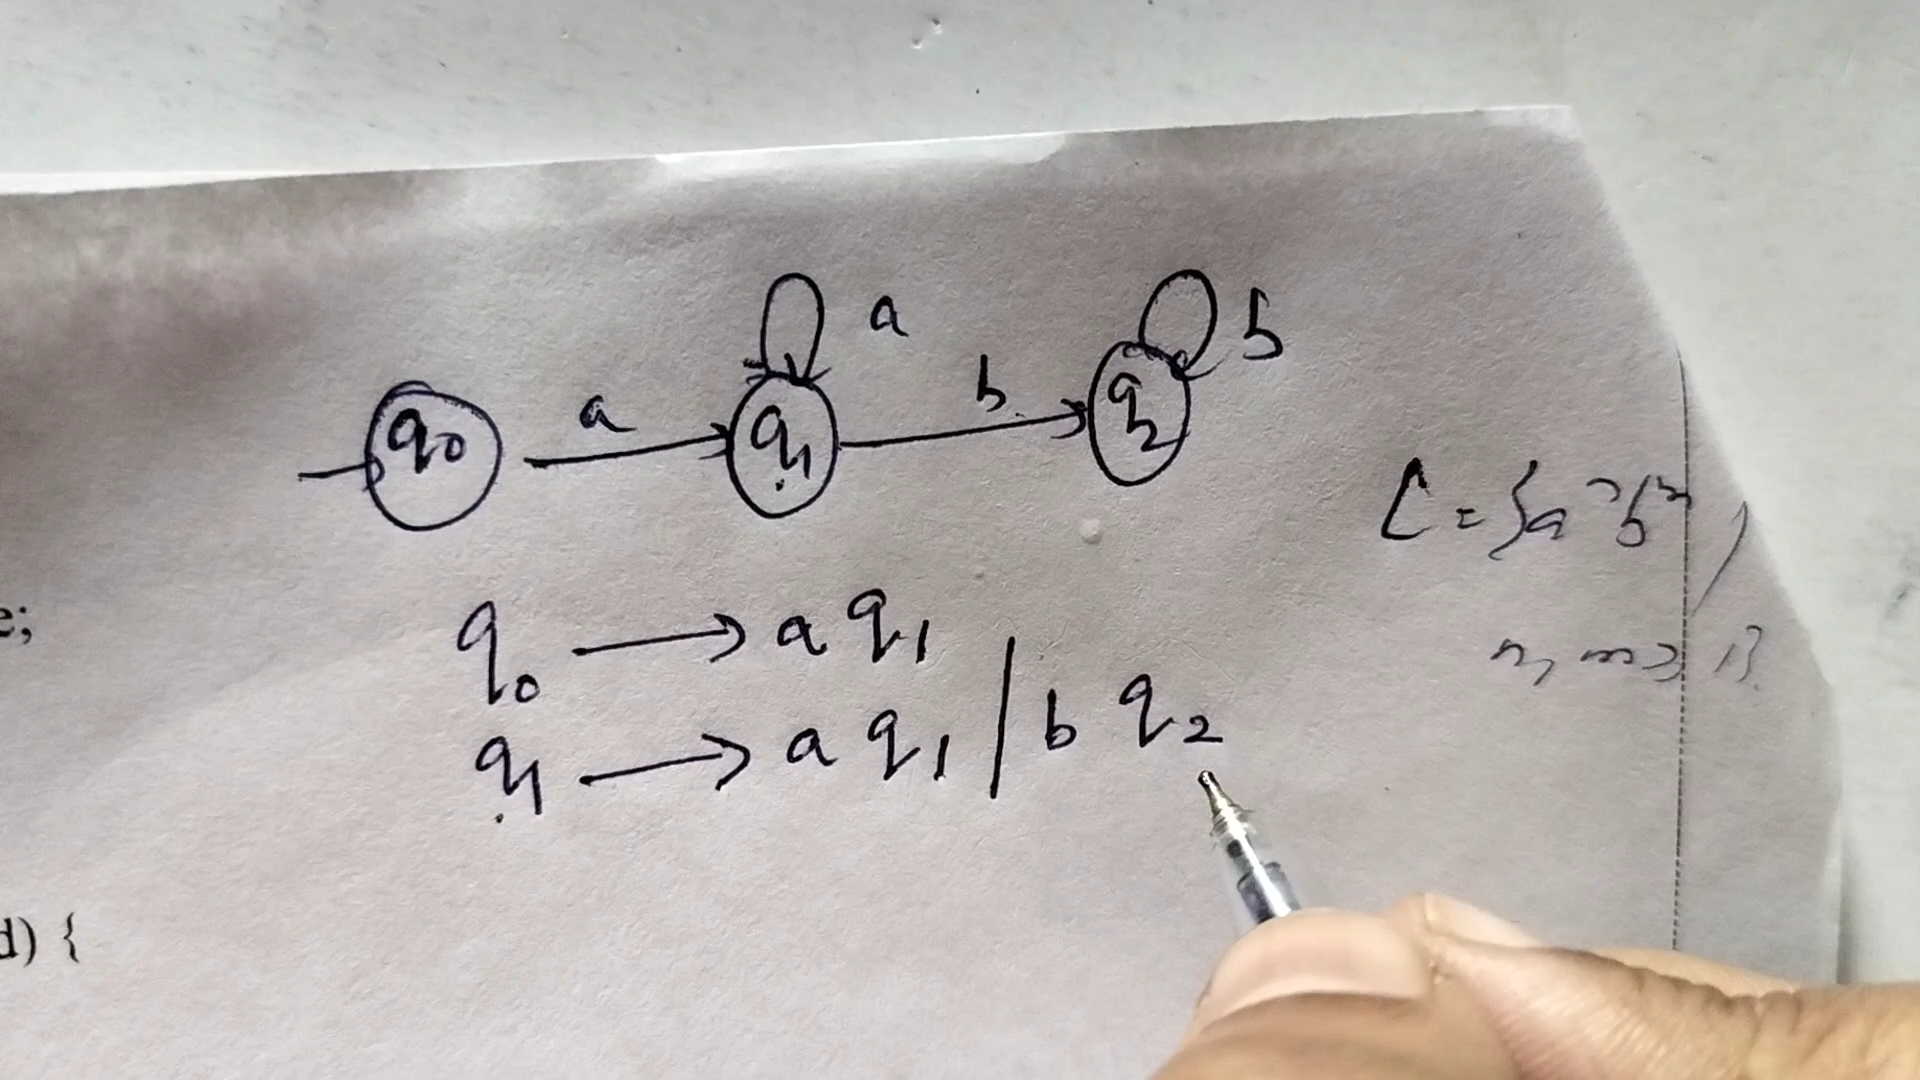 a
b
a
b
q0
q1
q2
L = {a^n b^m /
n, m ≥ 1}.
e;
q0 → a q1
q1 → a q1 / b q2
d) {